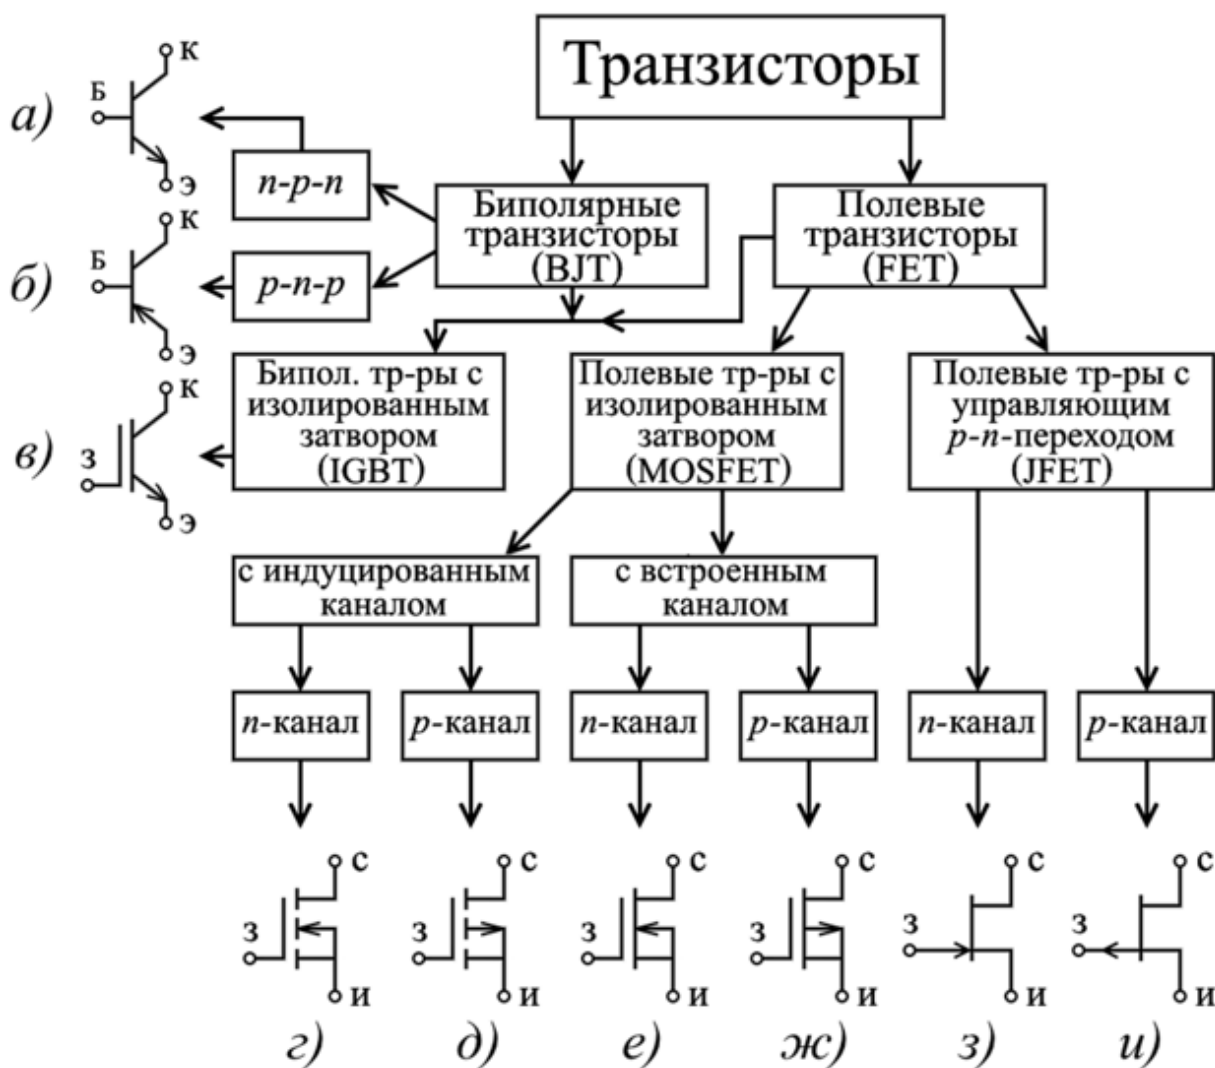 Транзисторы
К
Б
а)
Э
n-p-n
Биполярные
транзисторы
(BJT)
Полевые
транзисторы
(FET)
К
Б
б)
Э
p-n-p
К
З
в)
Э
Бипол. тр-ры с
изолированным
затвором
(IGBT)
Полевые тр-ры с
изолированным
затвором
(MOSFET)
Полевые тр-ры с
управляющим
p-n-переходом
(JFET)
с индуцированным
каналом
с встроенным
каналом
n-канал
p-канал
n-канал
p-канал
n-канал
p-канал
с
з
и
г)
с
з
и
д)
с
з
и
е)
с
з
и
ж)
с
з
и
з)
с
з
и
и)